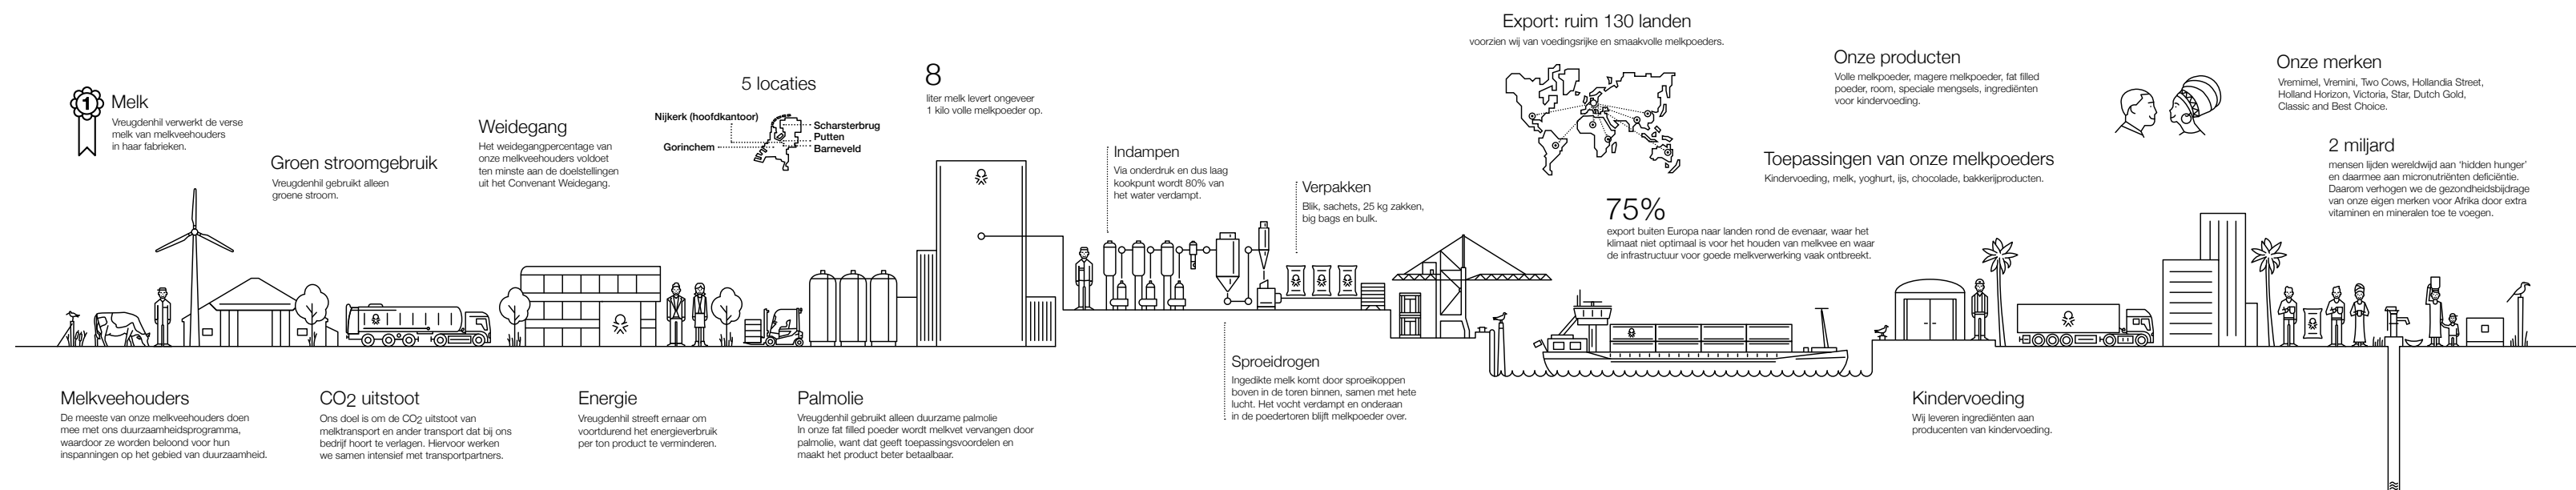 1
Melk
Vreugdenhil verwerkt de verse
melk van melkveehouders
in haar fabrieken.
Groen stroomgebruik
Vreugdenhil gebruikt alleen
groene stroom.
Weidegang
Het weidegangpercentage van
onze melkveehouders voldoet
ten minste aan de doelstellingen
uit het Convenant Weidegang.
5 locaties
Nijkerk (hoofdkantoor)
Gorinchem
Scharsterbrug
Putten
Barneveld
8
liter melk levert ongeveer
1 kilo volle melkpoeder op.
Indampen
Via onderdruk en dus laag
kookpunt wordt 80% van
het water verdampt.
Verpakken
Blik, sachets, 25 kg zakken,
big bags en bulk.
Export: ruim 130 landen
voorzien wij van voedingsrijke en smaakvolle melkpoeders.
75%
export buiten Europa naar landen rond de evenaar, waar het
klimaat niet optimaal is voor het houden van melkvee en waar
de infrastructuur voor goede melkverwerking vaak ontbreekt.
Onze producten
Volle melkpoeder, magere melkpoeder, fat filled
poeder, room, speciale mengsels, ingrediënten
voor kindervoeding.
Toepassingen van onze melkpoeders
Kindervoeding, melk, yoghurt, ijs, chocolade, bakkerijproducten.
Onze merken
Vremimel, Vremini, Two Cows, Hollandia Street,
Holland Horizon, Victoria, Star, Dutch Gold,
Classic and Best Choice.
2 miljard
mensen lijden wereldwijd aan ‘hidden hunger’
en daarmee aan micronutriënten deficiëntie.
Daarom verhogen we de gezondheidsbijdrage
van onze eigen merken voor Afrika door extra
vitaminen en mineralen toe te voegen.
Melkveehouders
De meeste van onze melkveehouders doen
mee met ons duurzaamheidsprogramma,
waardoor ze worden beloond voor hun
inspanningen op het gebied van duurzaamheid.
CO2 uitstoot
Ons doel is om de CO2 uitstoot van
melktransport en ander transport dat bij ons
bedrijf hoort te verlagen. Hiervoor werken
we samen intensief met transportpartners.
Energie
Vreugdenhil streeft ernaar om
voortdurend het energieverbruik
per ton product te verminderen.
Palmolie
Vreugdenhil gebruikt alleen duurzame palmolie
In onze fat filled poeder wordt melkvet vervangen door
palmolie, want dat geeft toepassingsvoordelen en
maakt het product beter betaalbaar.
Sproeidrogen
Ingedikte melk komt door sproeikoppen
boven in de toren binnen, samen met hete
lucht. Het vocht verdampt en onderaan
in de poedertoren blijft melkpoeder over.
Kindervoeding
Wij leveren ingrediënten aan
producenten van kindervoeding.